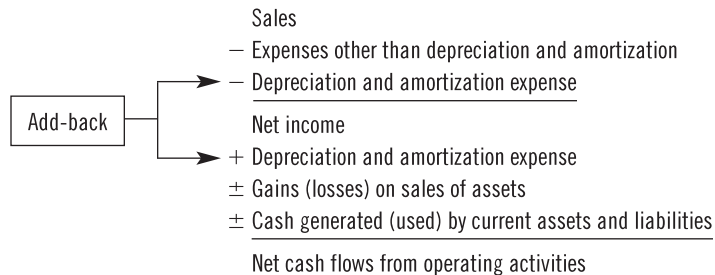 Sales
− Expenses other than depreciation and amortization
− Depreciation and amortization expense
Add-back
Net income
+ Depreciation and amortization expense
± Gains (losses) on sales of assets
± Cash generated (used) by current assets and liabilities
Net cash flows from operating activities